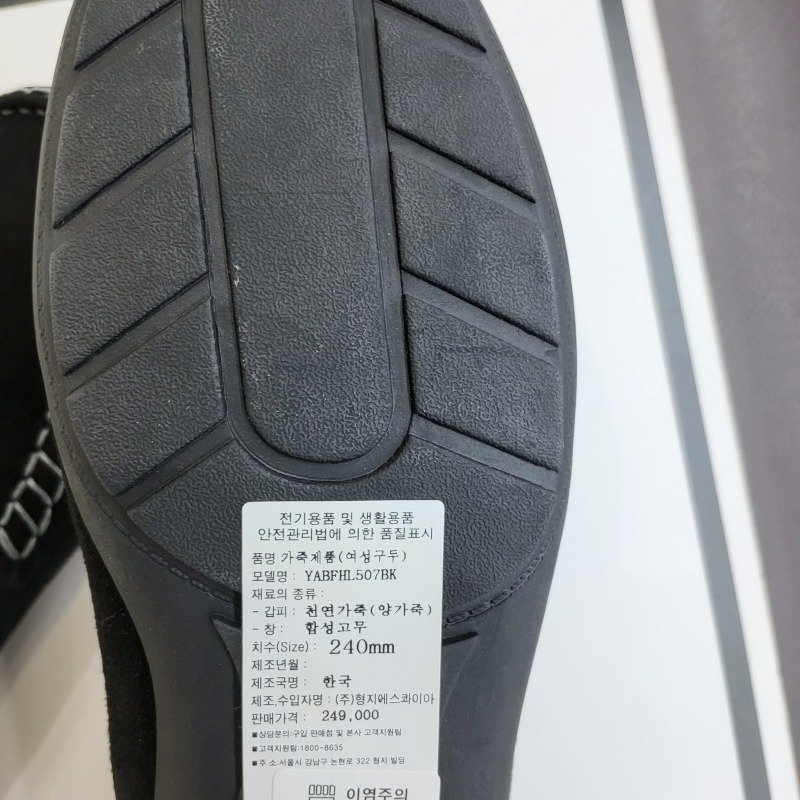 전기용품 및 생활용품
안전관리법에 의한 품질표시
품명 가죽제품(여성구두)
모델명 : YABFHL507BK
재료의 종류 :
- 갑피 : 천연가죽(양가죽)
- 창 : 합성고무
치수(Size) : 240mm
제조년월 :
제조국명 : 한국
제조,수입자명 : (주)형지에스콰이아
판매가격 : 249,000
■상담문의:구입 판매점 및 본사 고객지원팀
■고객지원팀:1800-8635
■주 소:서울시 강남구 논현로 322 형지 빌딩
이염주의